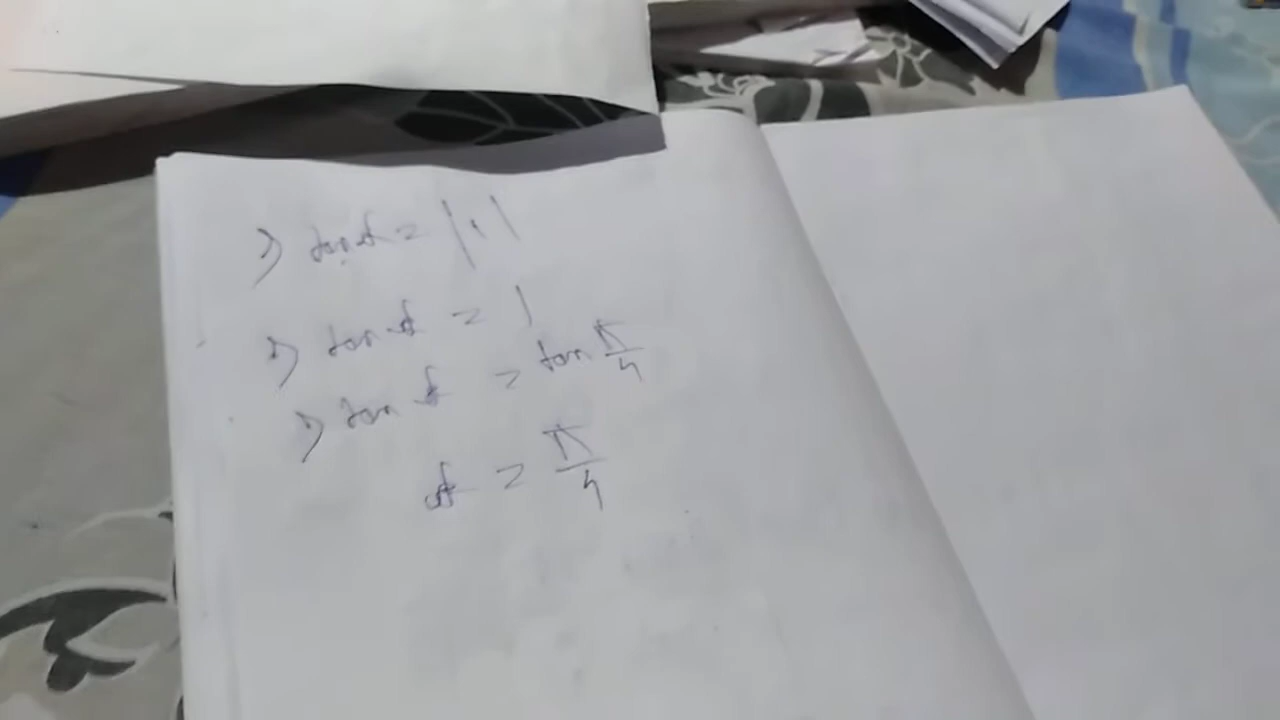 ⇒ tan α = |1|
⇒ tan α = 1
⇒ tan α = tan π/4
α = π/4